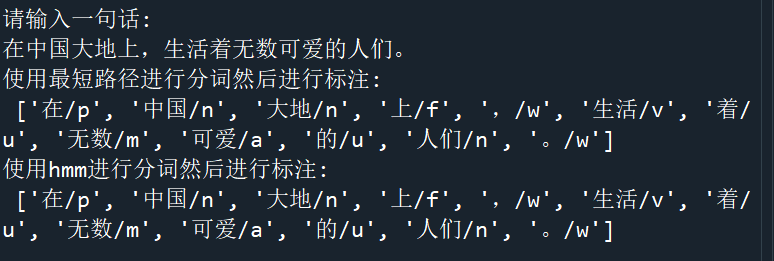 请输入一句话:
在中国大地上，生活着无数可爱的人们。
使用最短路径进行分词然后进行标注:
 ['在/p', '中国/n', '大地/n', '上/f', '，/w', '生活/v', '着/
u', '无数/m', '可爱/a', '的/u', '人们/n', '。/w']
使用hmm进行分词然后进行标注:
 ['在/p', '中国/n', '大地/n', '上/f', '，/w', '生活/v', '着/
u', '无数/m', '可爱/a', '的/u', '人们/n', '。/w']